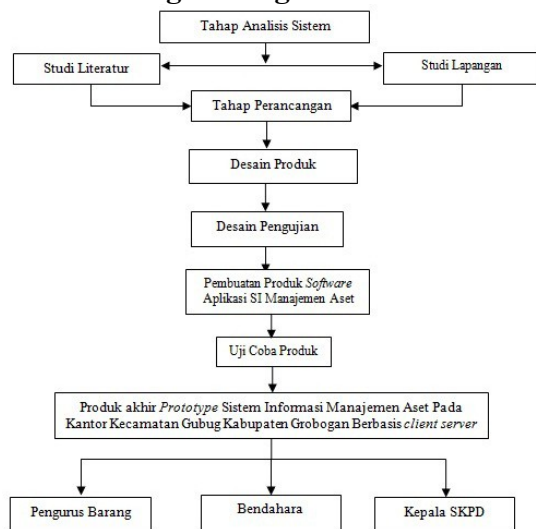 Tahap Analisis Sistem
Studi Literatur
Studi Lapangan
Tahap Perancangan
Desain Produk
Desain Pengujian
Pembuatan Produk Software
Aplikasi SI Manajemen Aset
Uji Coba Produk
Produk akhir Prototype Sistem Informasi Manajemen Aset Pada
Kantor Kecamatan Gubug Kabupaten Grobogan Berbasis client server
Pengurus Barang
Bendahara
Kepala SKPD